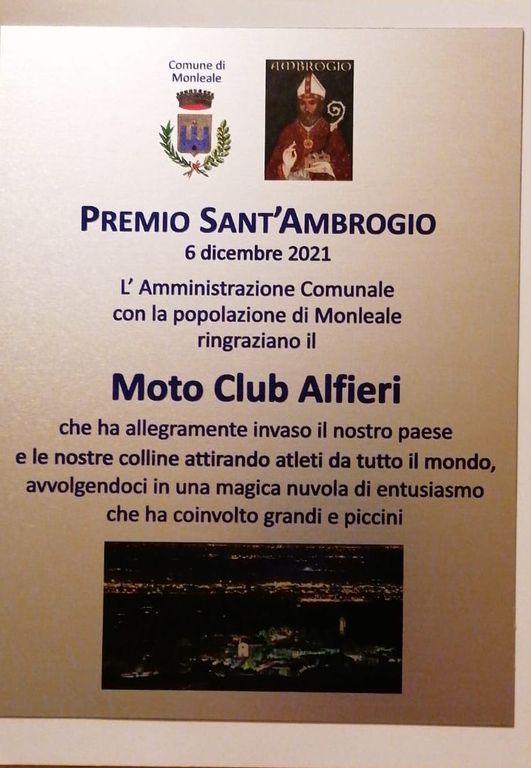 Comune di
Monleale
AMBROGIO
PREMIO SANT'AMBROGIO
6 dicembre 2021
L' Amministrazione Comunale
con la popolazione di Monleale
ringraziano il
Moto Club Alfieri
che ha allegramente invaso il nostro paese
e le nostre colline attirando atleti da tutto il mondo,
avvolgendoci in una magica nuvola di entusiasmo
che ha coinvolto grandi e piccini